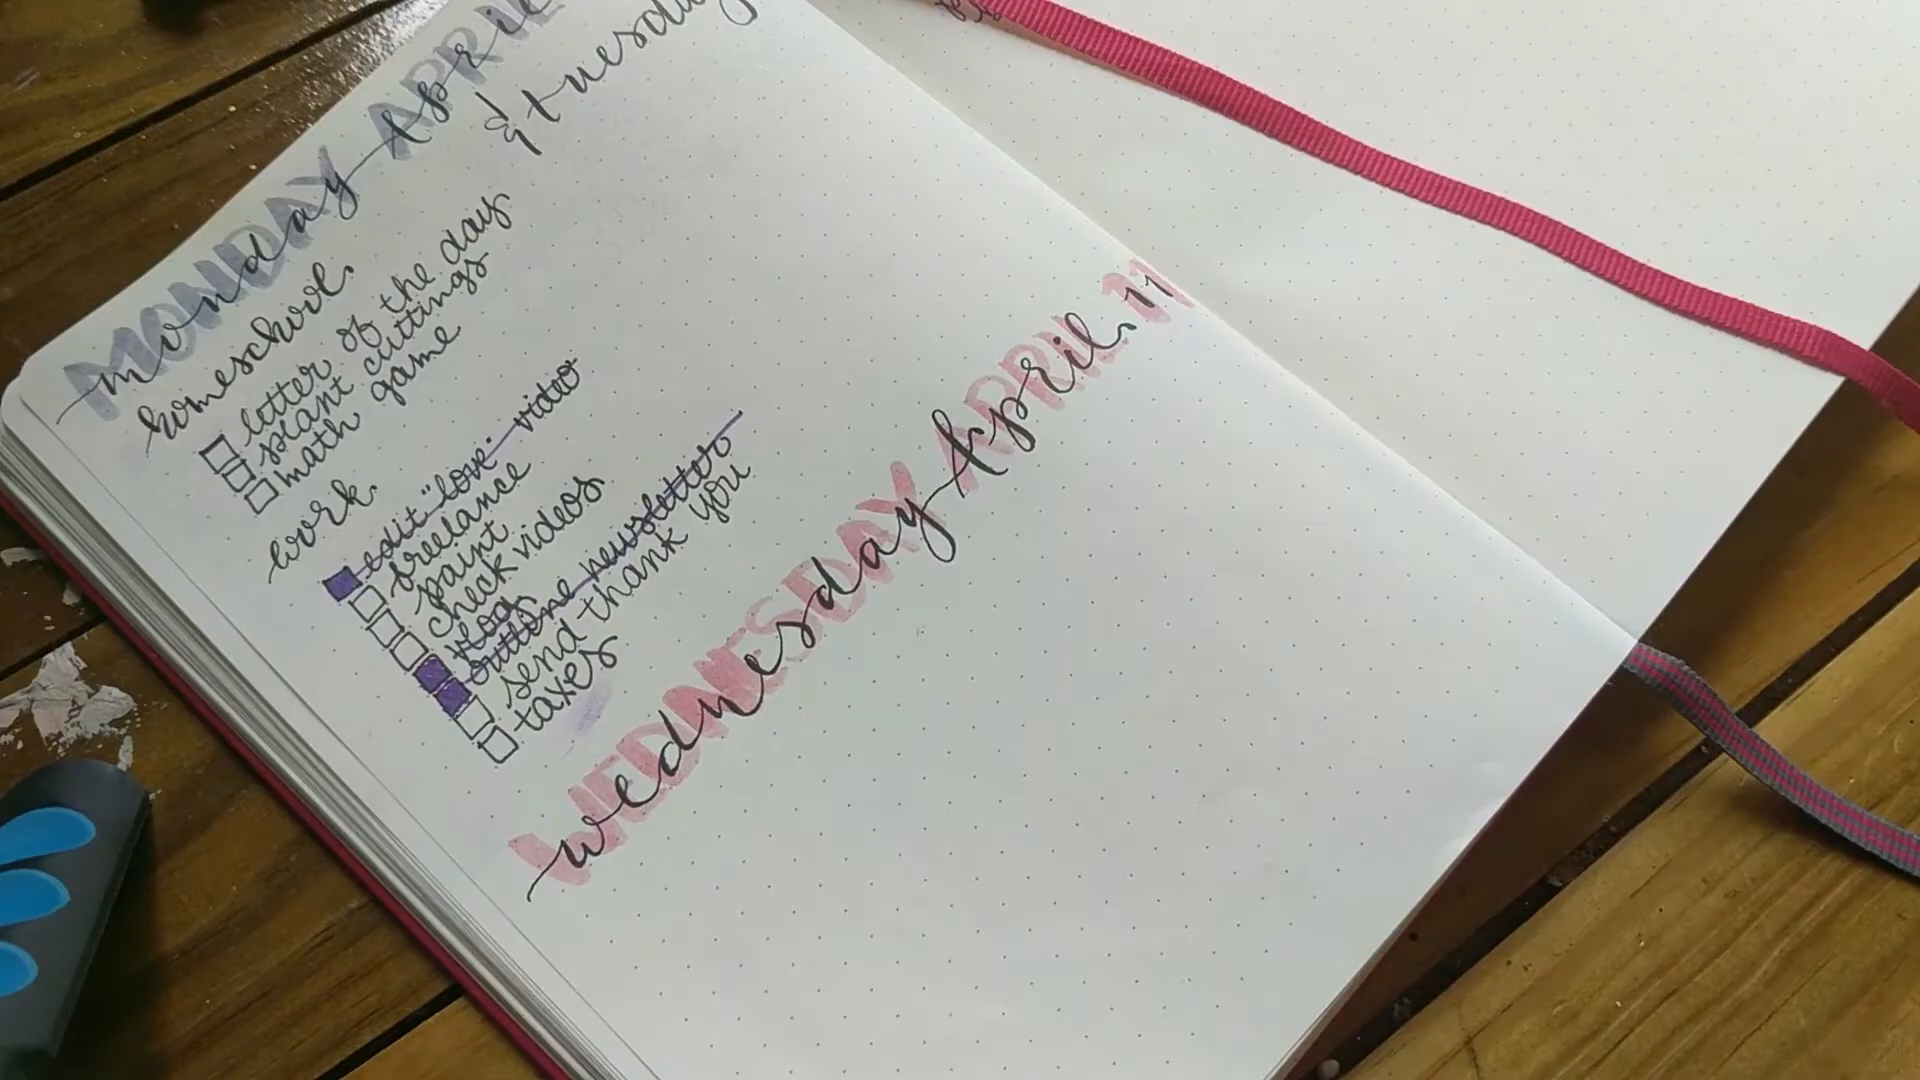 MONDAY APRIL
monday April
& tuesday
homeschool.
letter of the day
plant cuttings
math game
work.
edit "love" video
freelance
paint
check videos
vlog
outline newsletter
send thank you
taxes
WEDNESDAY APRIL 11
wednesday April. 11